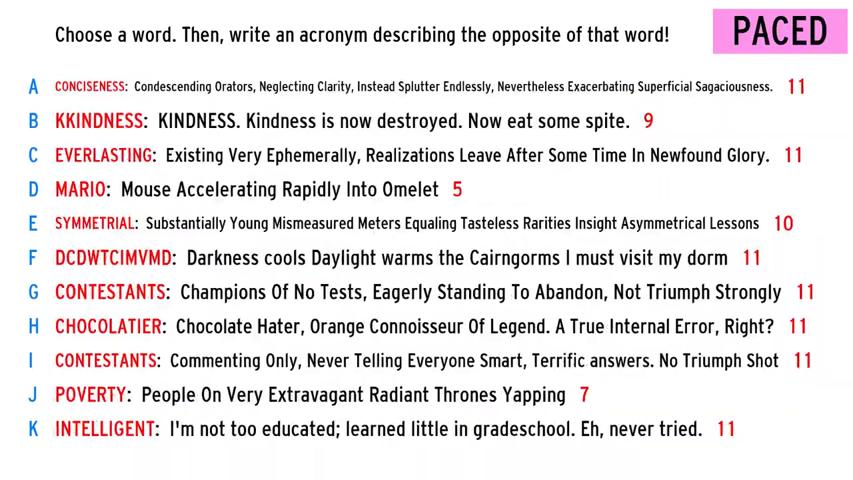 Choose a word. Then, write an acronym describing the opposite of that word!
PACED
A CONCISENESS: Condescending Orators, Neglecting Clarity, Instead Splutter Endlessly, Nevertheless Exacerbating Superficial Sagaciousness. 11
B KKINDNESS: KINDNESS. Kindness is now destroyed. Now eat some spite. 9
C EVERLASTING: Existing Very Ephemerally, Realizations Leave After Some Time In Newfound Glory. 11
D MARIO: Mouse Accelerating Rapidly Into Omelet 5
E SYMMETRIAL: Substantially Young Mismeasured Meters Equaling Tasteless Rarities Insight Asymmetrical Lessons 10
F DCDWTCIMVMD: Darkness cools Daylight warms the Cairngorms I must visit my dorm 11
G CONTESTANTS: Champions Of No Tests, Eagerly Standing To Abandon, Not Triumph Strongly 11
H CHOCOLATIER: Chocolate Hater, Orange Connoisseur Of Legend. A True Internal Error, Right? 11
I CONTESTANTS: Commenting Only, Never Telling Everyone Smart, Terrific answers. No Triumph Shot 11
J POVERTY: People On Very Extravagant Radiant Thrones Yapping 7
K INTELLIGENT: I'm not too educated; learned little in gradeschool. Eh, never tried. 11